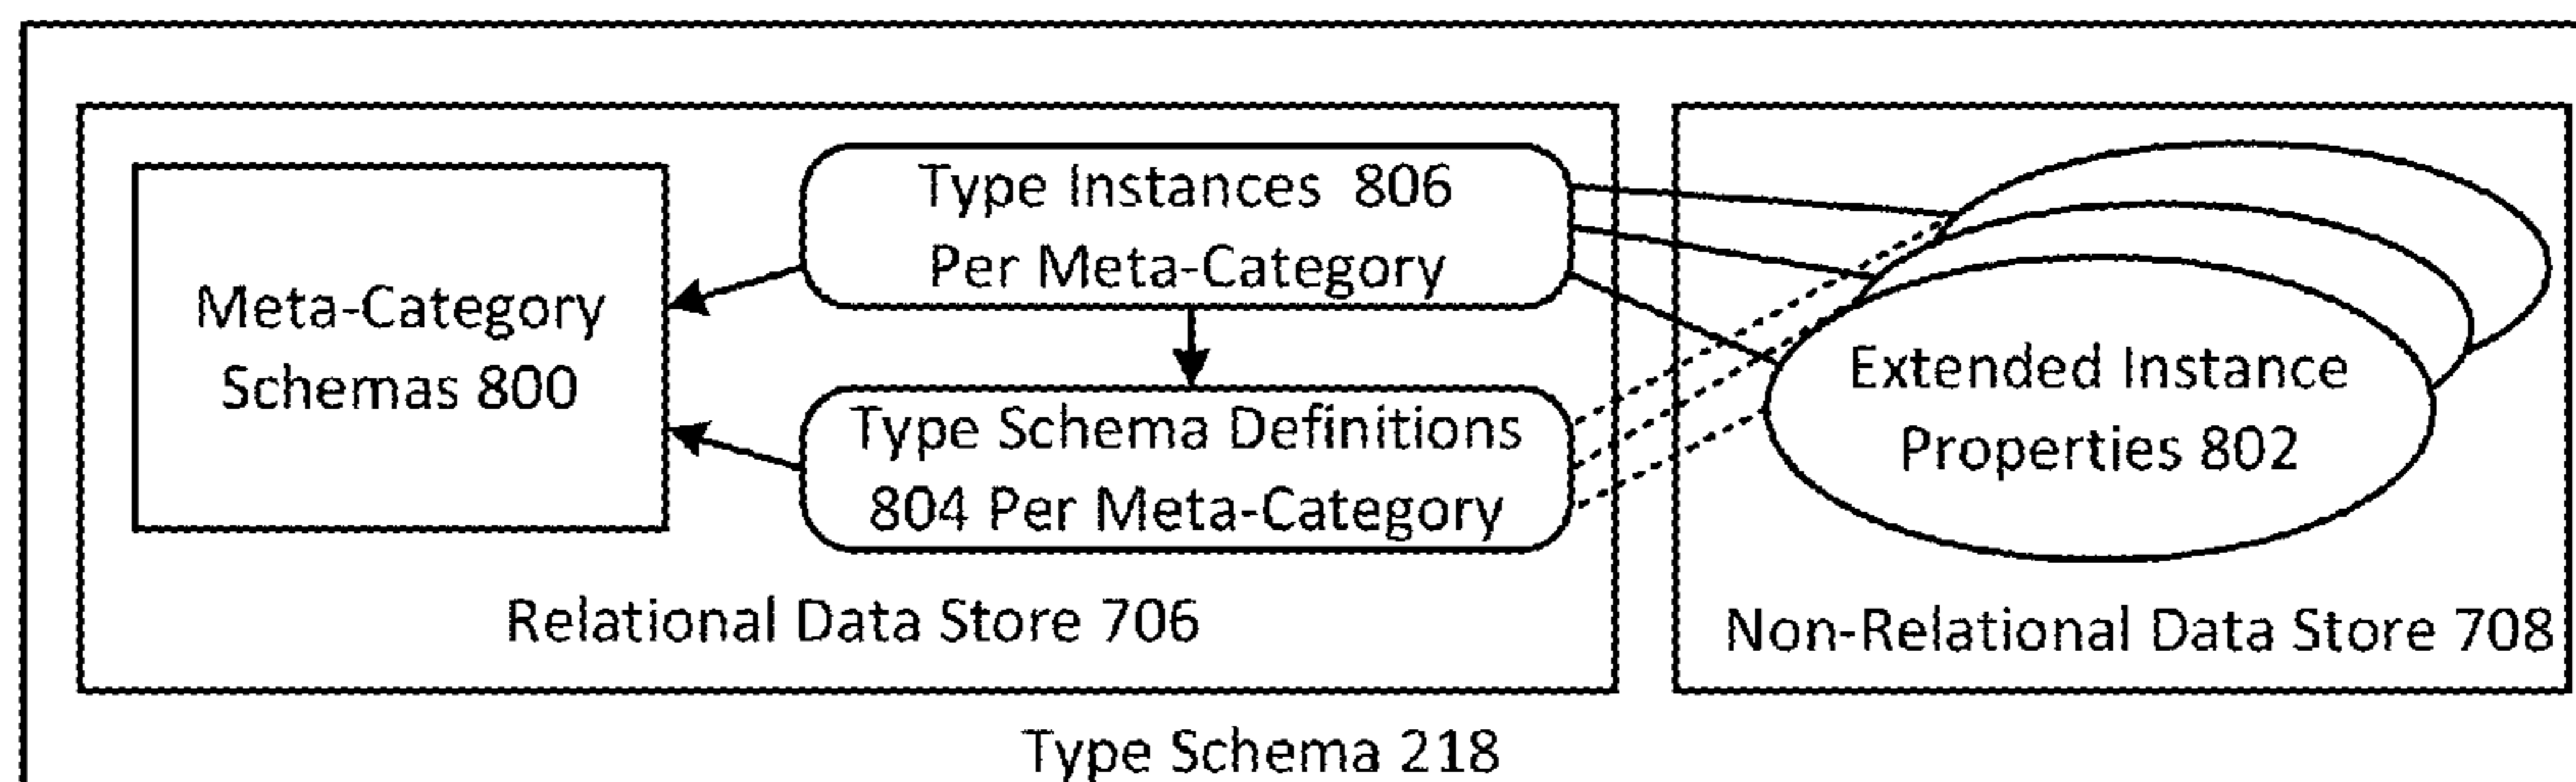 Type Instances 806
Per Meta-Category
Meta-Category
Schemas 800
Type Schema Definitions
804 Per Meta-Category
Extended Instance
Properties 802
Relational Data Store 706
Non-Relational Data Store 708
Type Schema 218